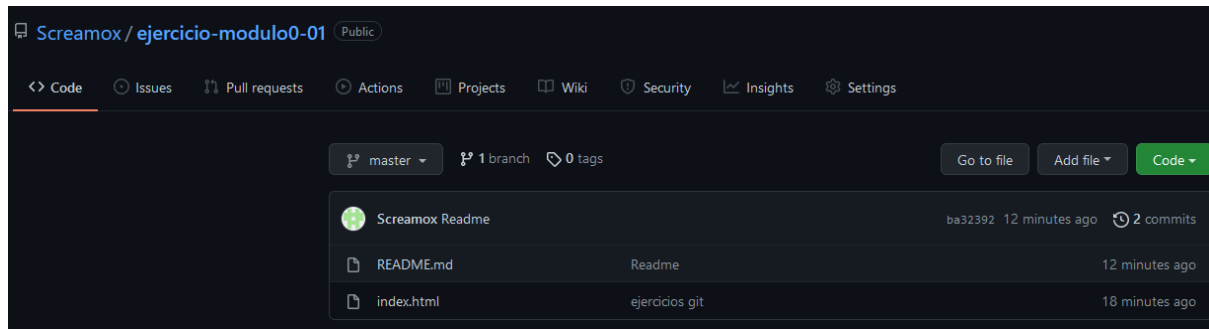 Screamox / ejercicio-modulo0-01 Public
Code Issues Pull requests Actions Projects Wiki Security Insights Settings
master 1 branch 0 tags Go to file Add file Code
Screamox Readme ba32392 12 minutes ago 2 commits
README.md Readme 12 minutes ago
index.html ejercicios git 18 minutes ago